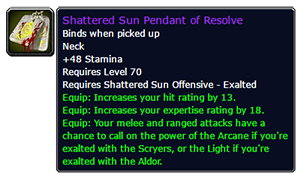 Shattered Sun Pendant of Resolve
Binds when picked up
Neck
+48 Stamina
Requires Level 70
Requires Shattered Sun Offensive - Exalted
Equip: Increases your hit rating by 13.
Equip: Increases your expertise rating by 18.
Equip: Your melee and ranged attacks have a
chance to call on the power of the Arcane if you're
exalted with the Scryers, or the Light if you're
exalted with the Aldor.